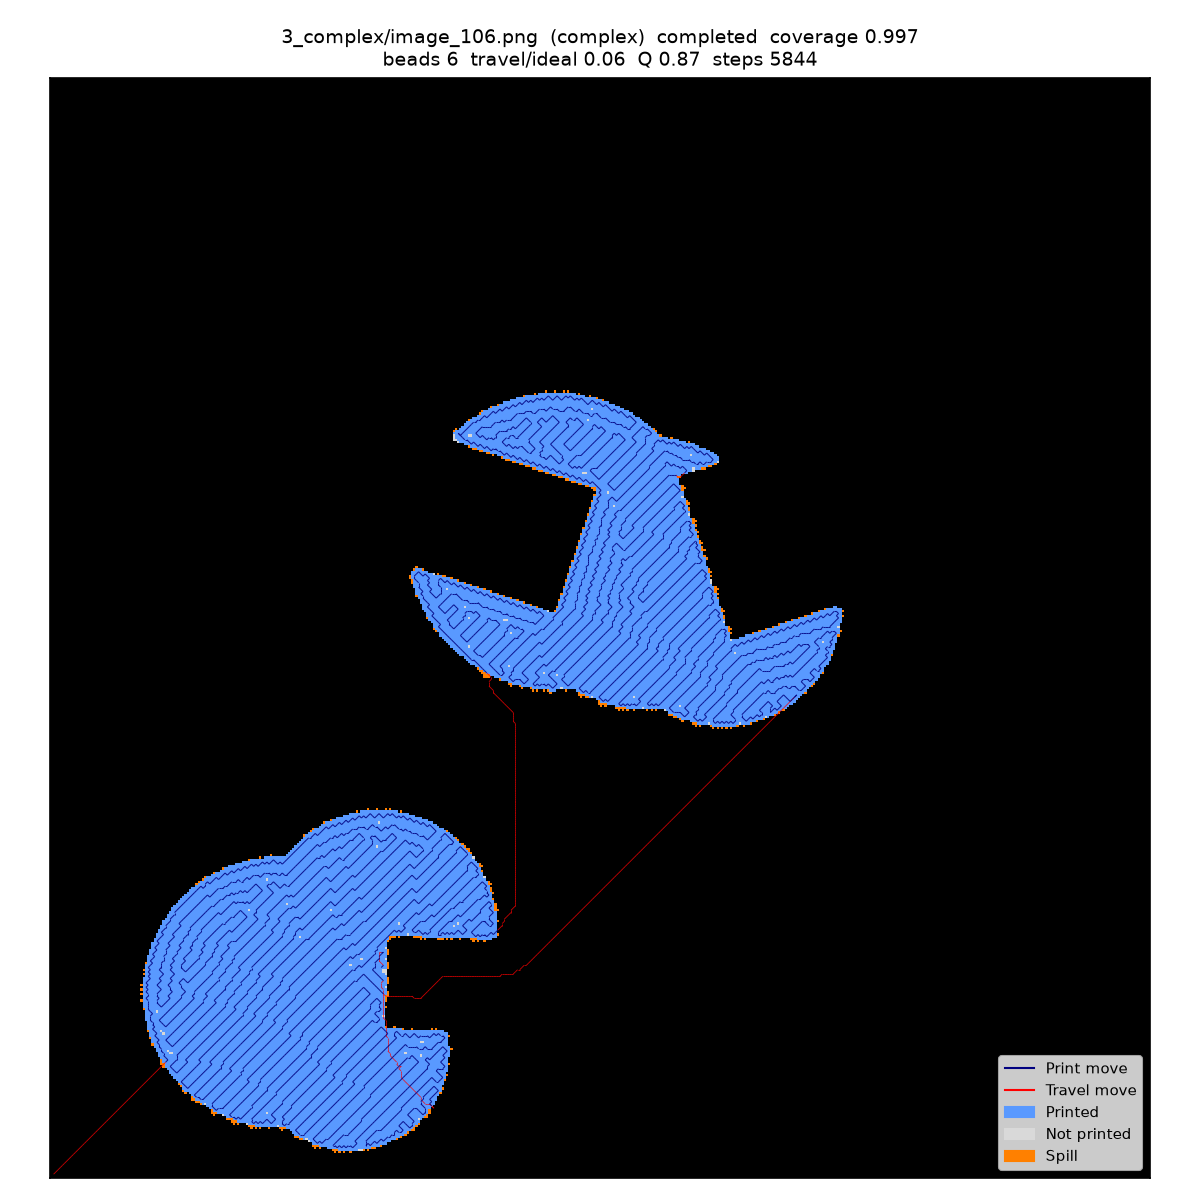 3_complex/image_106.png  (complex)  completed  coverage 0.997
beads 6  travel/ideal 0.06  Q 0.87  steps 5844
Print move
Travel move
Printed
Not printed
Spill